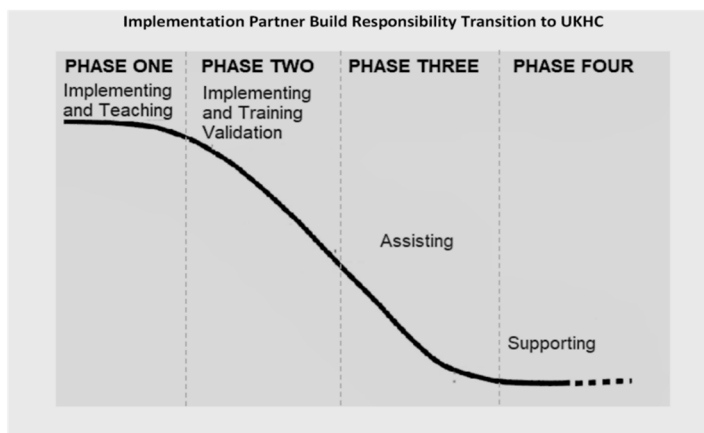 Implementation Partner Build Responsibility Transition to UKHC
PHASE ONE
Implementing
and Teaching
PHASE TWO
Implementing
and Training
Validation
PHASE THREE
Assisting
PHASE FOUR
Supporting